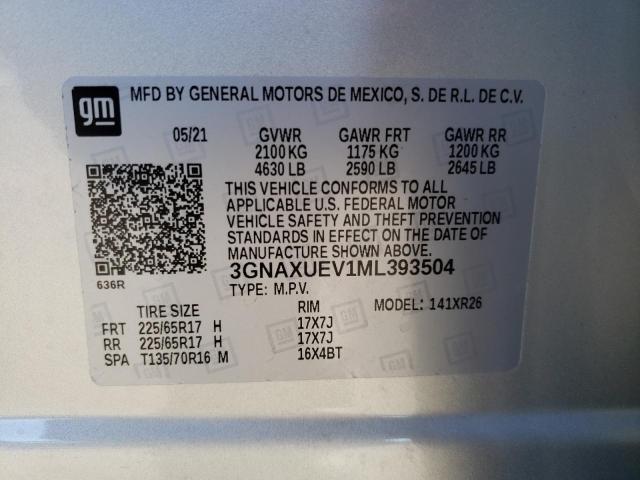 gm
MFD BY GENERAL MOTORS DE MEXICO, S. DE R.L. DE C.V.
05/21 GVWR GAWR FRT GAWR RR
2100 KG 1175 KG 1200 KG
4630 LB 2590 LB 2645 LB
THIS VEHICLE CONFORMS TO ALL
APPLICABLE U.S. FEDERAL MOTOR
VEHICLE SAFETY AND THEFT PREVENTION
STANDARDS IN EFFECT ON THE DATE OF
MANUFACTURE SHOWN ABOVE.
3GNAXUEV1ML393504
636R
TYPE: M.P.V.
TIRE SIZE RIM MODEL: 141XR26
FRT 225/65R17 H 17X7J
RR 225/65R17 H 17X7J
SPA T135/70R16 M 16X4BT